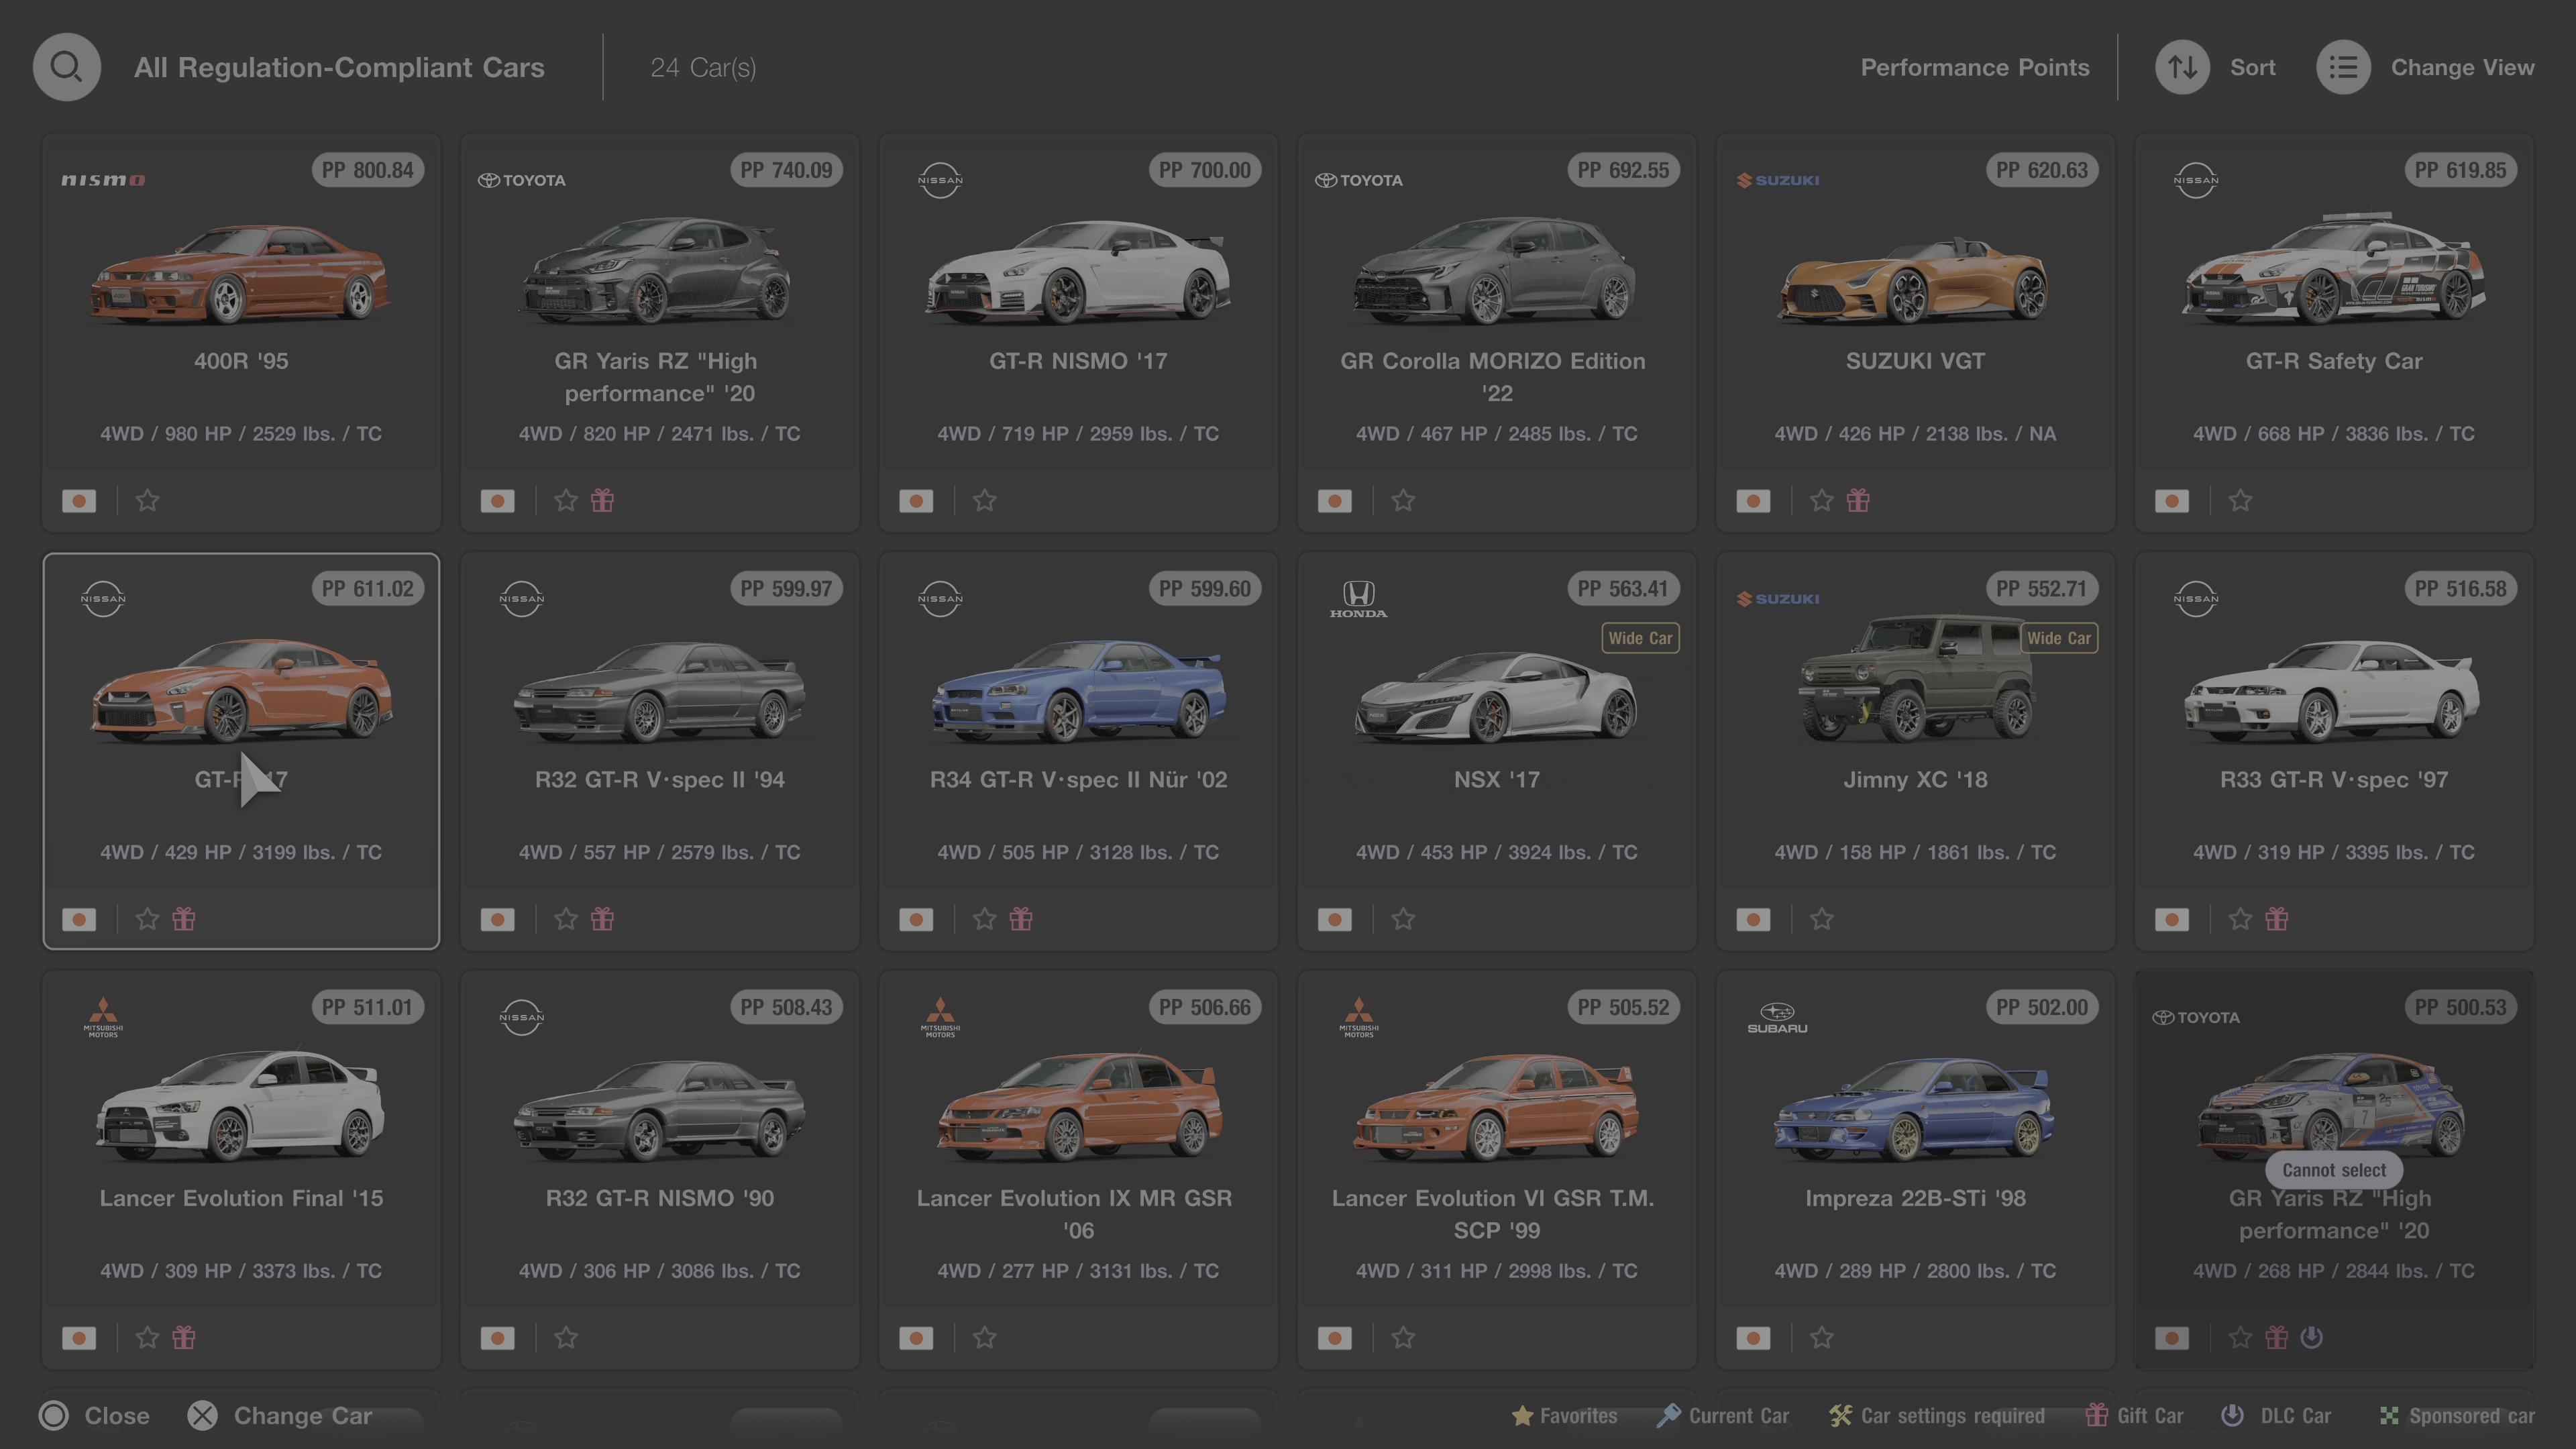 All Regulation-Compliant Cars
24 Car(s)
Performance Points
Sort
Change View
nismo
PP 800.84
400R '95
4WD / 980 HP / 2529 lbs. / TC
TOYOTA
PP 740.09
GR Yaris RZ "High
performance" '20
4WD / 820 HP / 2471 lbs. / TC
NISSAN
PP 700.00
GT-R NISMO '17
4WD / 719 HP / 2959 lbs. / TC
TOYOTA
PP 692.55
GR Corolla MORIZO Edition
'22
4WD / 467 HP / 2485 lbs. / TC
SUZUKI
PP 620.63
SUZUKI VGT
4WD / 426 HP / 2138 lbs. / NA
NISSAN
PP 619.85
GT-R Safety Car
4WD / 668 HP / 3836 lbs. / TC
NISSAN
PP 611.02
4WD / 429 HP / 3199 lbs. / TC
NISSAN
PP 599.97
R32 GT-R V·spec II '94
4WD / 557 HP / 2579 lbs. / TC
NISSAN
PP 599.60
R34 GT-R V·spec II Nür '02
4WD / 505 HP / 3128 lbs. / TC
HONDA
PP 563.41
Wide Car
NSX '17
4WD / 453 HP / 3924 lbs. / TC
SUZUKI
PP 552.71
Wide Car
Jimny XC '18
4WD / 158 HP / 1861 lbs. / TC
NISSAN
PP 516.58
R33 GT-R V·spec '97
4WD / 319 HP / 3395 lbs. / TC
MITSUBISHI
MOTORS
PP 511.01
Lancer Evolution Final '15
4WD / 309 HP / 3373 lbs. / TC
NISSAN
PP 508.43
R32 GT-R NISMO '90
4WD / 306 HP / 3086 lbs. / TC
MITSUBISHI
MOTORS
PP 506.66
Lancer Evolution IX MR GSR
'06
4WD / 277 HP / 3131 lbs. / TC
MITSUBISHI
MOTORS
PP 505.52
Lancer Evolution VI GSR T.M.
SCP '99
4WD / 311 HP / 2998 lbs. / TC
SUBARU
PP 502.00
Impreza 22B-STi '98
4WD / 289 HP / 2800 lbs. / TC
TOYOTA
PP 500.53
Cannot select
GR Yaris RZ "High
performance" '20
4WD / 268 HP / 2844 lbs. / TC
Close
Change Car
Favorites
Current Car
Car settings required
Gift Car
DLC Car
Sponsored car